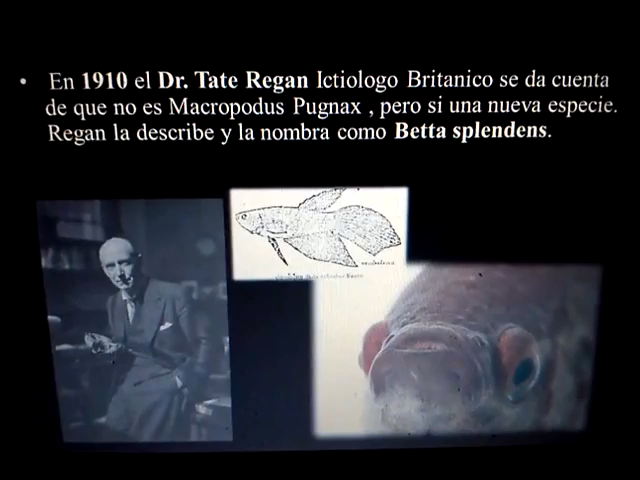 • En 1910 el Dr. Tate Regan Ictiologo Britanico se da cuenta
de que no es Macropodus Pugnax , pero si una nueva especie.
Regan la describe y la nombra como Betta splendens.